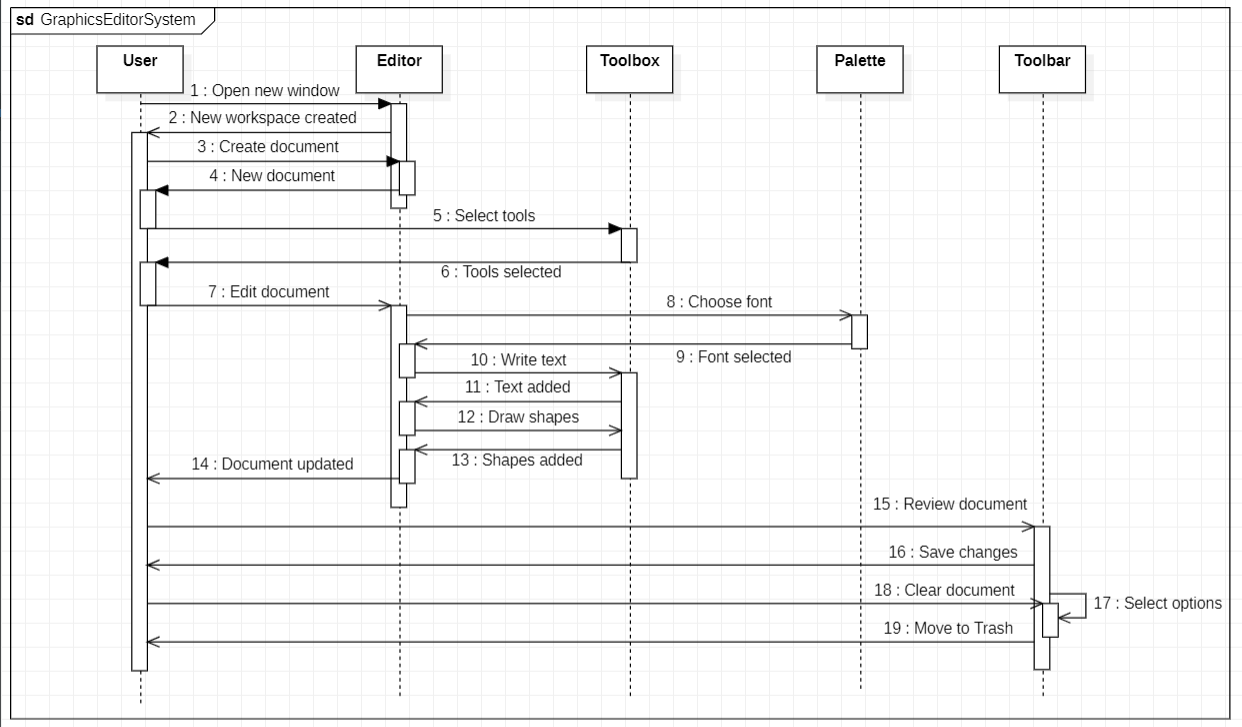 sd GraphicsEditorSystem
User
Editor
Toolbox
Palette
Toolbar
1 : Open new window
2 : New workspace created
3 : Create document
4 : New document
5 : Select tools
6 : Tools selected
7 : Edit document
8 : Choose font
9 : Font selected
10 : Write text
11 : Text added
12 : Draw shapes
13 : Shapes added
14 : Document updated
15 : Review document
16 : Save changes
17 : Select options
18 : Clear document
19 : Move to Trash